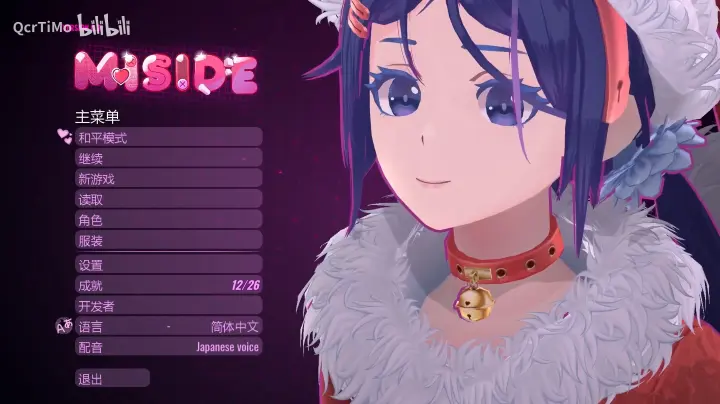 QcrTiMo bilibili
MISIDE
主菜单
和平模式
继续
新游戏
读取
角色
服装
设置
成就 12/26
开发者
语言 - 简体中文
配音 Japanese voice
退出